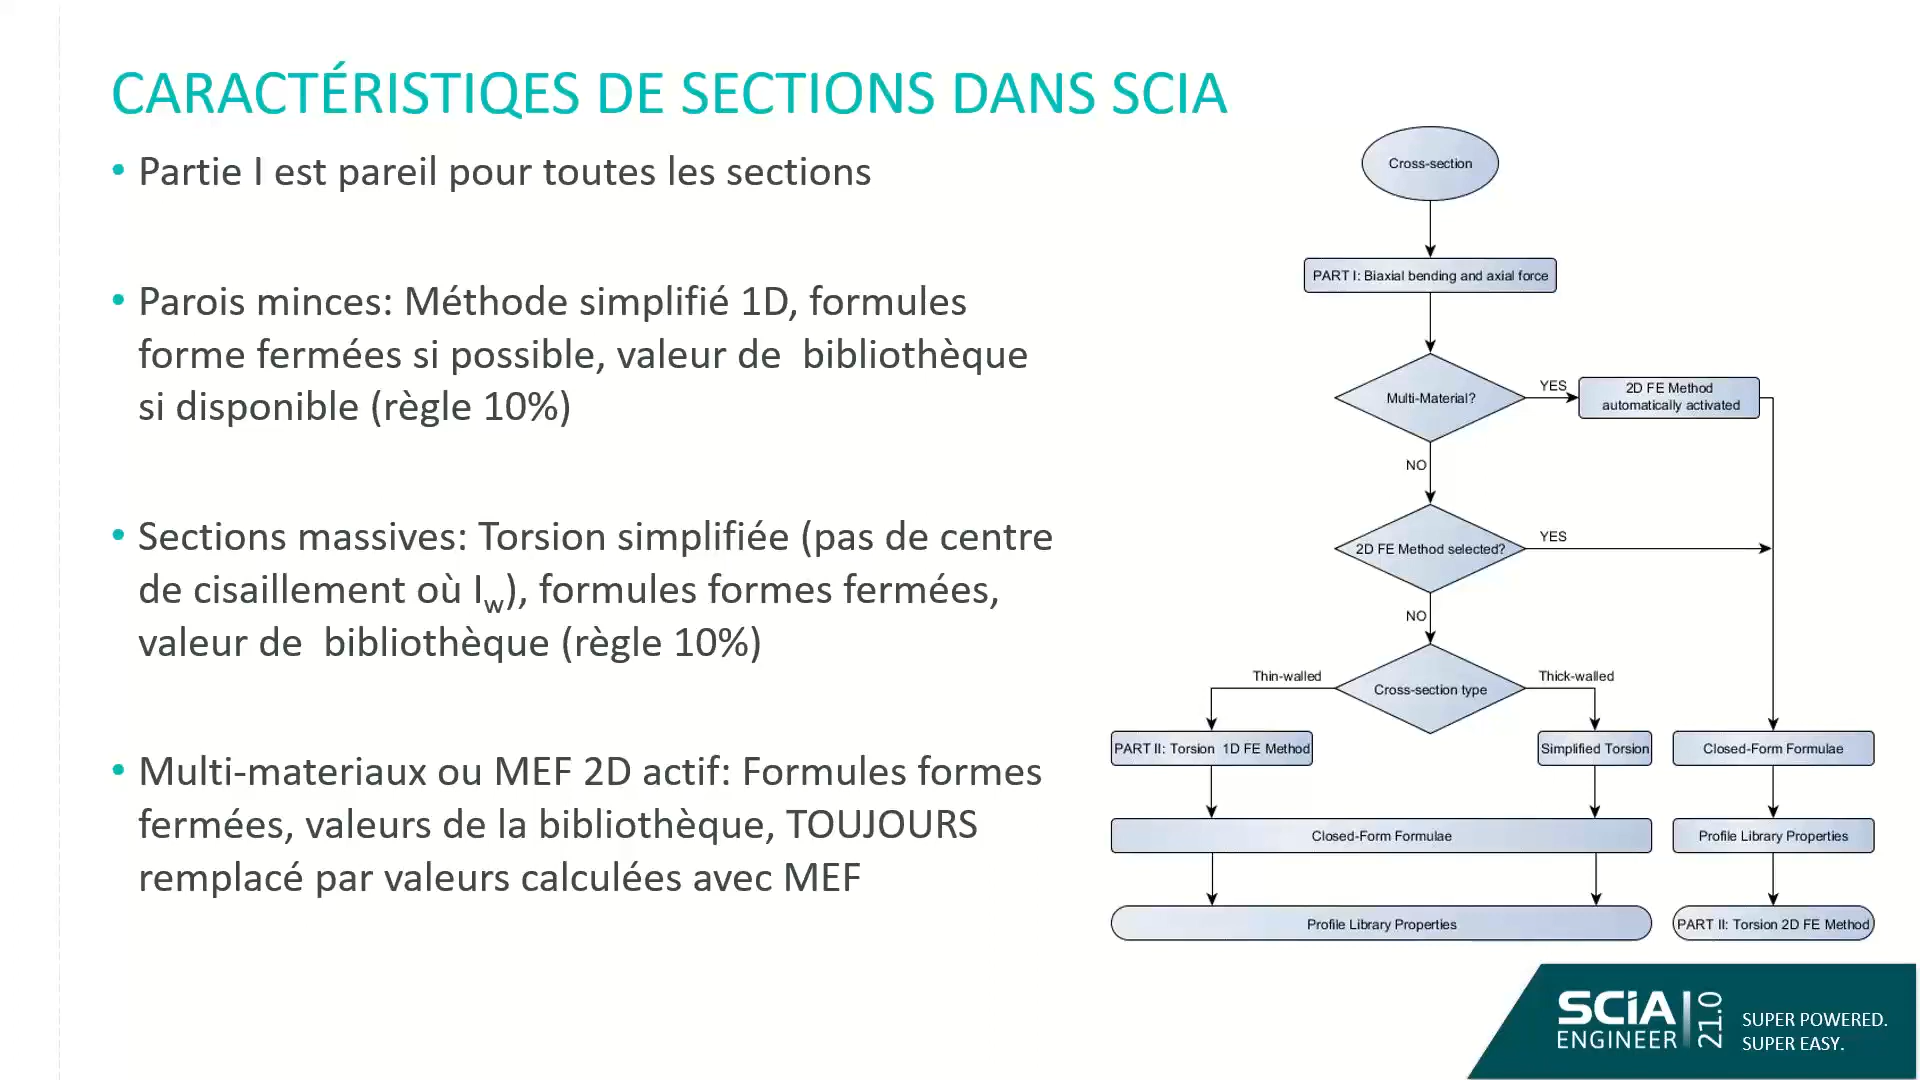 CARACTÉRISTIQES DE SECTIONS DANS SCIA
• Partie I est pareil pour toutes les sections
• Parois minces: Méthode simplifié 1D, formules
forme fermées si possible, valeur de  bibliothèque
si disponible (règle 10%)
• Sections massives: Torsion simplifiée (pas de centre
de cisaillement où Iw), formules formes fermées,
valeur de  bibliothèque (règle 10%)
• Multi-materiaux ou MEF 2D actif: Formules formes
fermées, valeurs de la bibliothèque, TOUJOURS
remplacé par valeurs calculées avec MEF
Cross-section
PART I: Biaxial bending and axial force
Multi-Material?
YES
2D FE Method
automatically activated
NO
2D FE Method selected?
YES
NO
Thin-walled
Cross-section type
Thick-walled
PART II: Torsion  1D FE Method
Simplified Torsion
Closed-Form Formulae
Closed-Form Formulae
Profile Library Properties
Profile Library Properties
PART II: Torsion 2D FE Method
SCIA
ENGINEER
21.0
SUPER POWERED.
SUPER EASY.